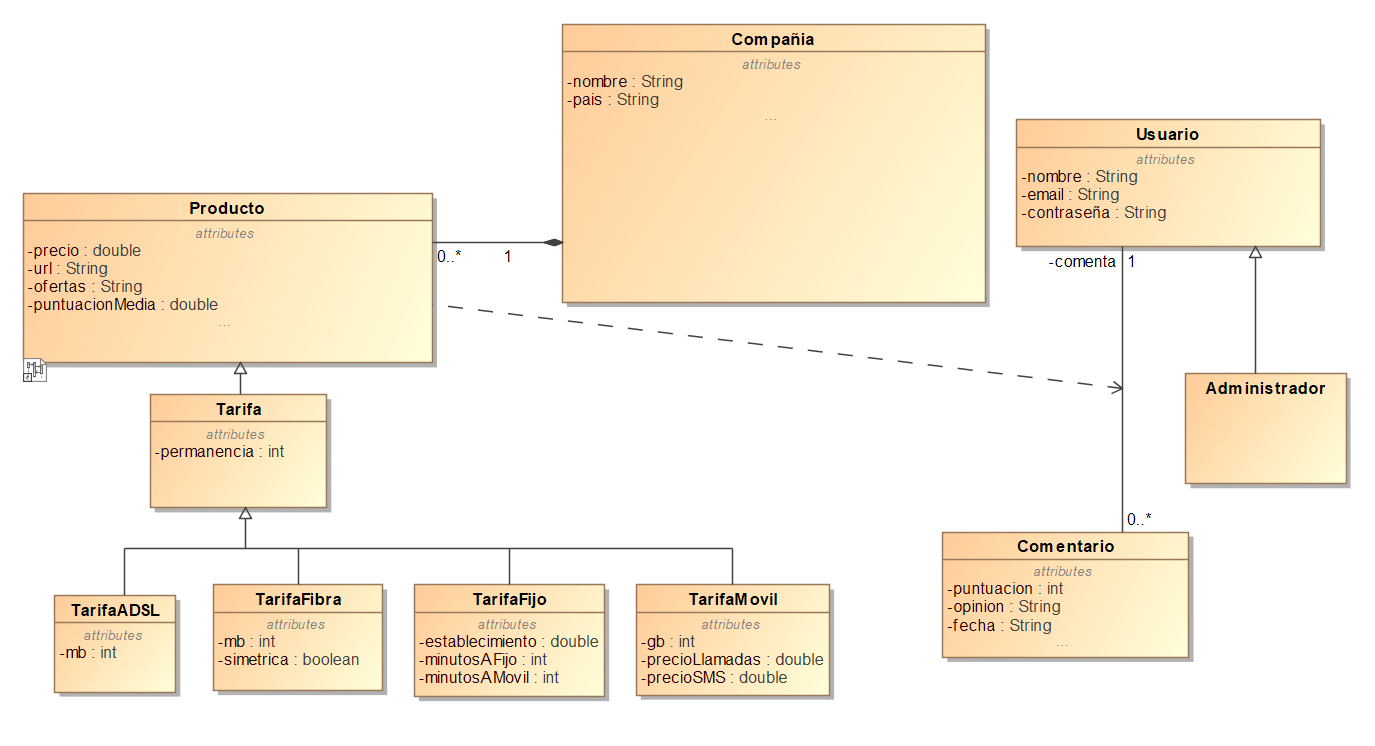 Compañia
attributes
-nombre : String
-pais : String
...
Usuario
attributes
-nombre : String
-email : String
-contraseña : String
Producto
attributes
-precio : double
-url : String
-ofertas : String
-puntuacionMedia : double
...
0..*
1
-comenta
1
Tarifa
attributes
-permanencia : int
Administrador
0..*
Comentario
attributes
-puntuacion : int
-opinion : String
-fecha : String
...
TarifaADSL
attributes
-mb : int
TarifaFibra
attributes
-mb : int
-simetrica : boolean
TarifaFijo
attributes
-establecimiento : double
-minutosAFijo : int
-minutosAMovil : int
TarifaMovil
attributes
-gb : int
-precioLlamadas : double
-precioSMS : double